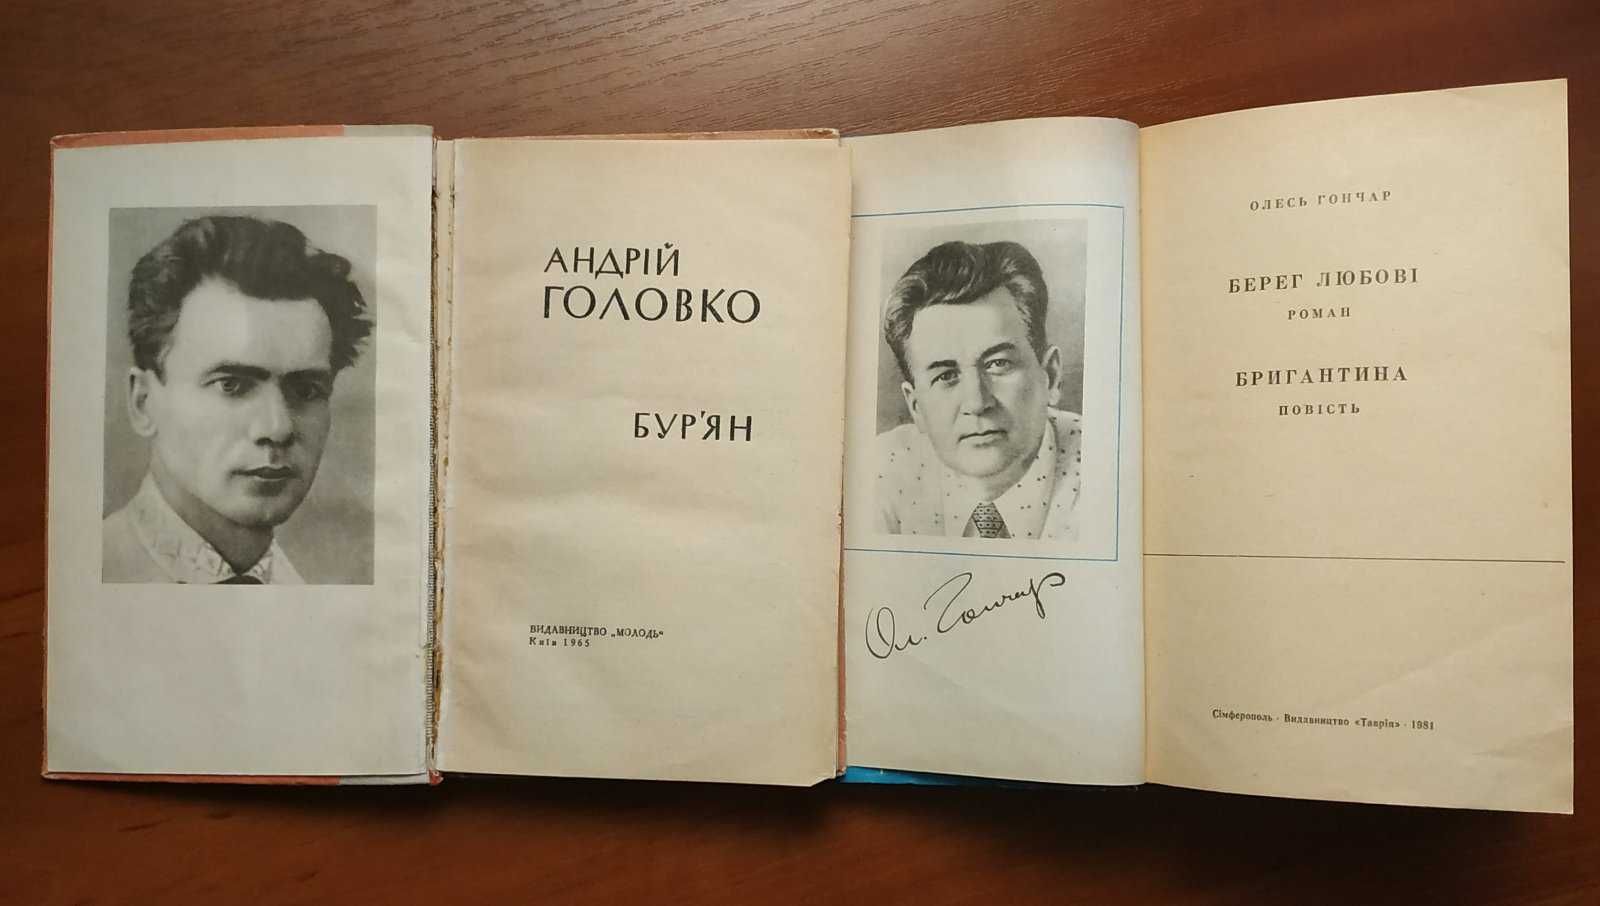 АНДРІЙ
ГОЛОВКО
БУР'ЯН
ВИДАВНИЦТВО „МОЛОДЬ“
Київ 1965
Ол. Гончар
ОЛЕСЬ ГОНЧАР
БЕРЕГ ЛЮБОВІ
РОМАН
БРИГАНТИНА
ПОВІСТЬ
Сімферополь · Видавництво «Таврія» · 1981